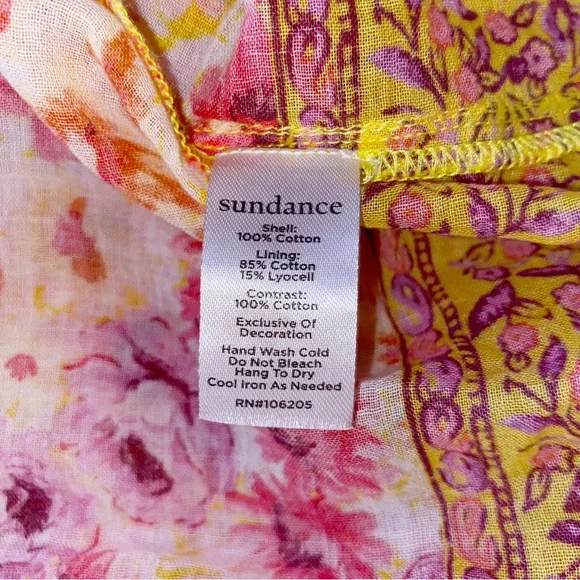 sundance
Shell:
100% Cotton
Lining:
85% Cotton
15% Lyocell
Contrast:
100% Cotton
Exclusive Of
Decoration
Hand Wash Cold
Do Not Bleach
Hang To Dry
Cool Iron As Needed
RN#106205